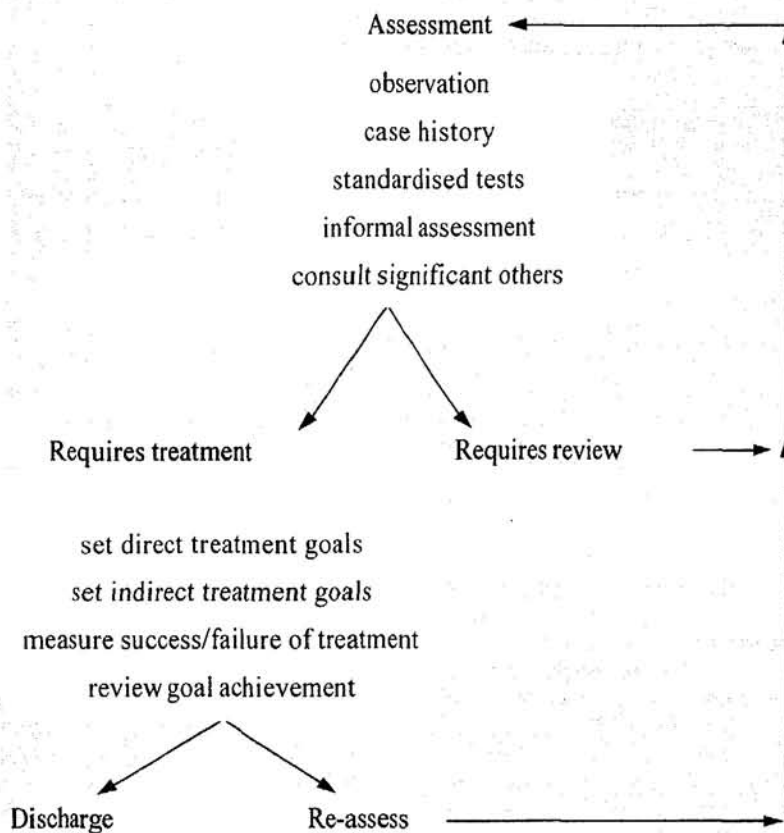 Assessment
observation
case history
standardised tests
informal assessment
consult significant others
Requires treatment
Requires review
set direct treatment goals
set indirect treatment goals
measure success/failure of treatment
review goal achievement
Discharge
Re-assess